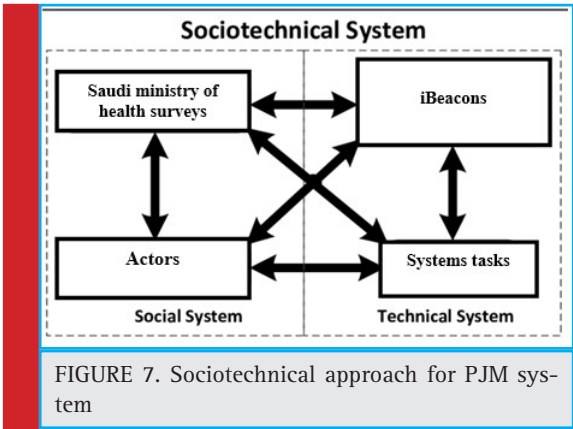 Sociotechnical System
Saudi ministry of
health surveys
iBeacons
Actors
Systems tasks
Social System
Technical System
FIGURE 7. Sociotechnical approach for PJM sys-
tem